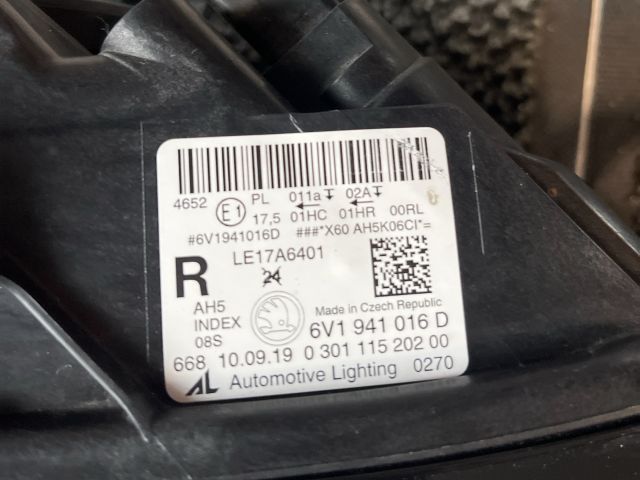 4652 E1 PL 011a 02A
17,5 01HC 01HR 00RL
#6V1941016D ###*X60 AH5K06CI*=
R LE17A6401
24
AH5
INDEX
08S
Made in Czech Republic
6V1 941 016 D
668 10.09.19 0 301 115 202 00
AL Automotive Lighting 0270